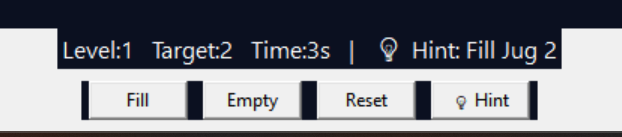 Level:1 Target:2 Time:3s | 💡 Hint: Fill Jug 2
Fill Empty Reset 💡 Hint